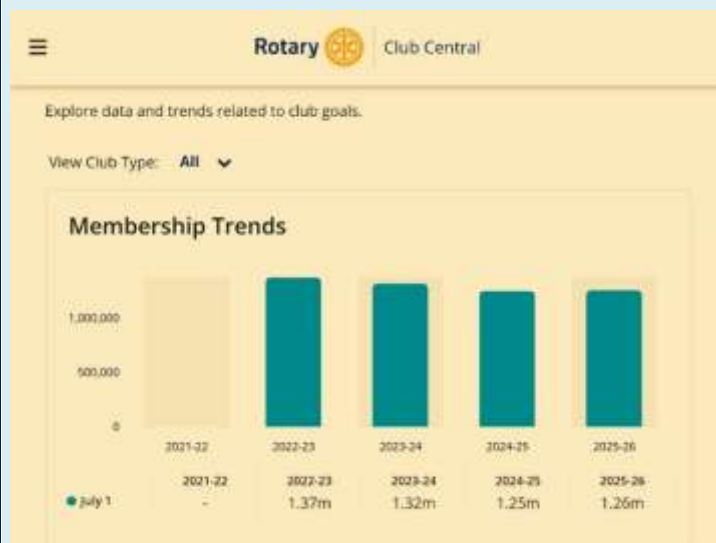 Rotary Club Central
Explore data and trends related to club goals.
View Club Type: All
Membership Trends
1,000,000
500,000
0
2021-22 2022-23 2023-24 2024-25 2025-26
2021-22 2022-23 2023-24 2024-25 2025-26
July 1 - 1.37m 1.32m 1.25m 1.26m